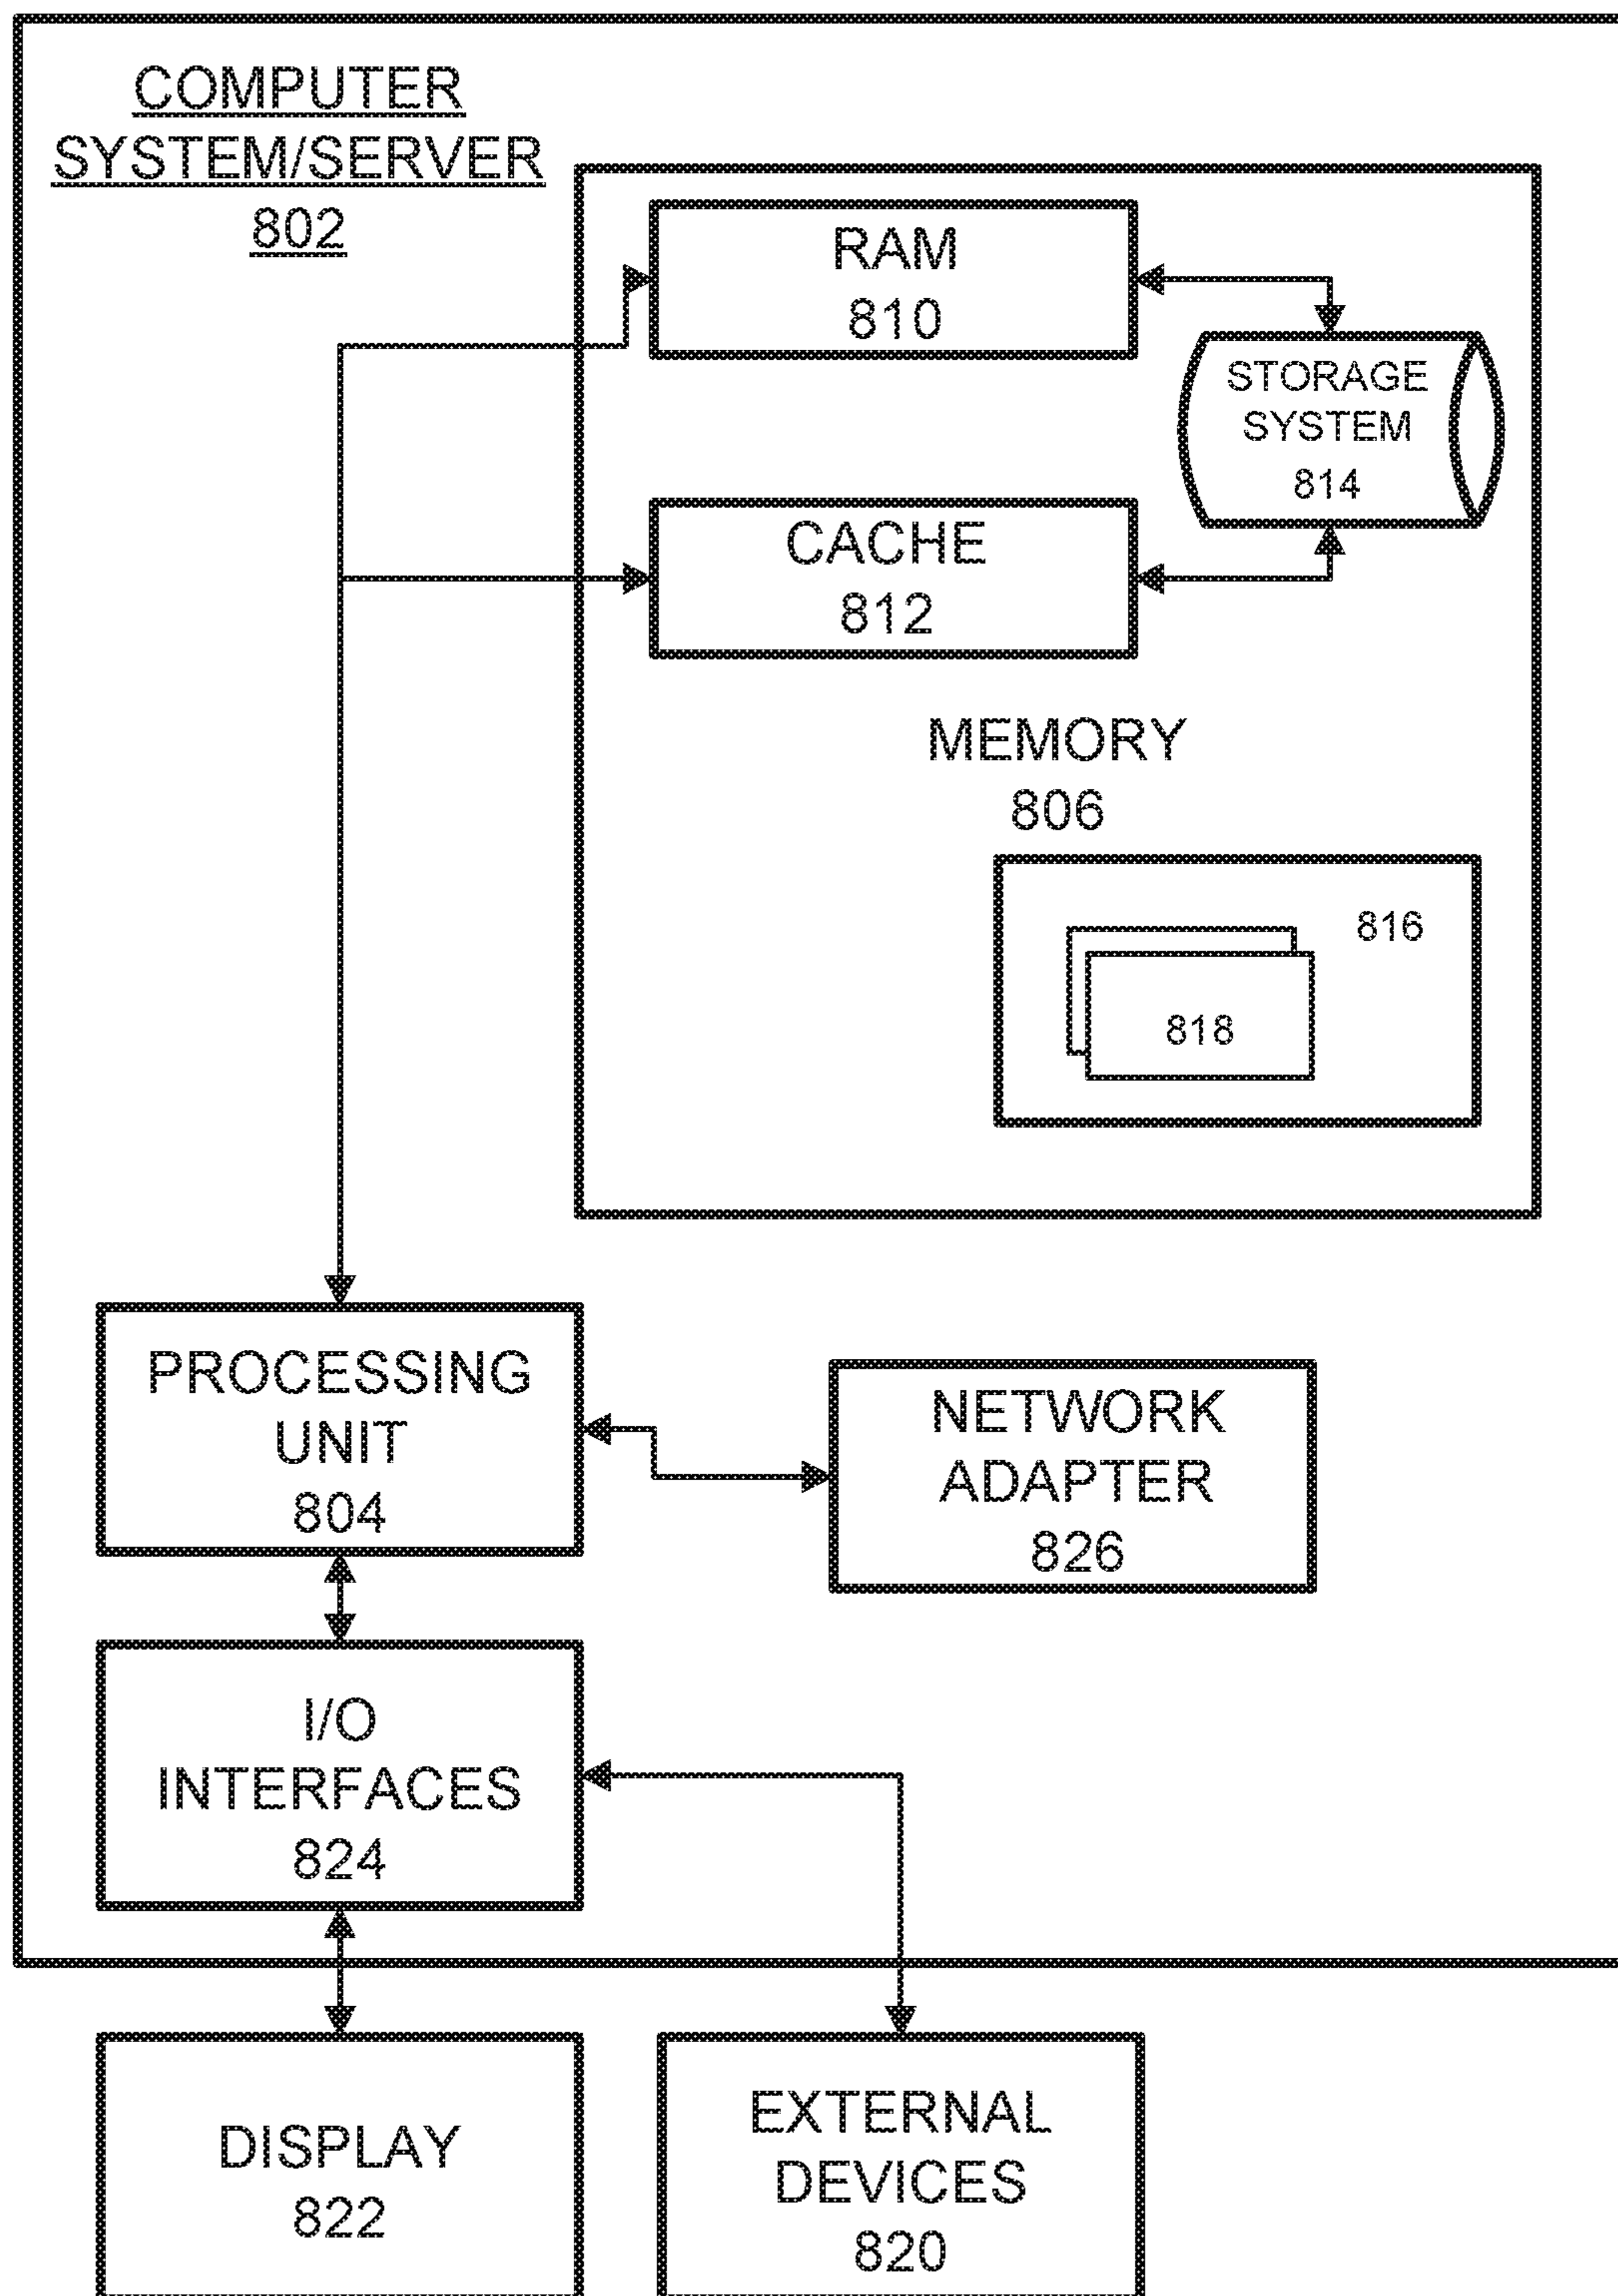 COMPUTER
SYSTEM/SERVER
802
RAM
810
STORAGE
SYSTEM
814
CACHE
812
MEMORY
806
816
818
PROCESSING
UNIT
804
NETWORK
ADAPTER
826
I/O
INTERFACES
824
DISPLAY
822
EXTERNAL
DEVICES
820